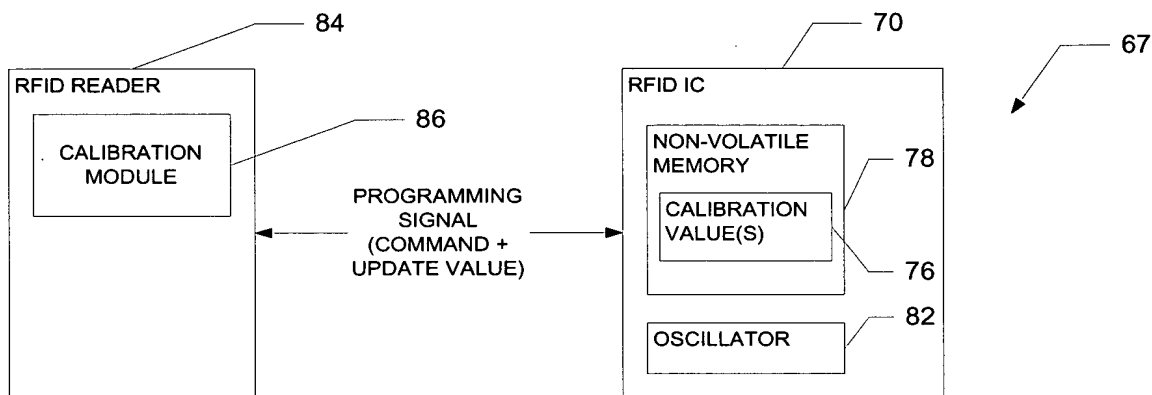 84
70
67
RFID READER
CALIBRATION
MODULE
86
PROGRAMMING
SIGNAL
(COMMAND +
UPDATE VALUE)
RFID IC
NON-VOLATILE
MEMORY
78
CALIBRATION
VALUE(S)
76
82
OSCILLATOR